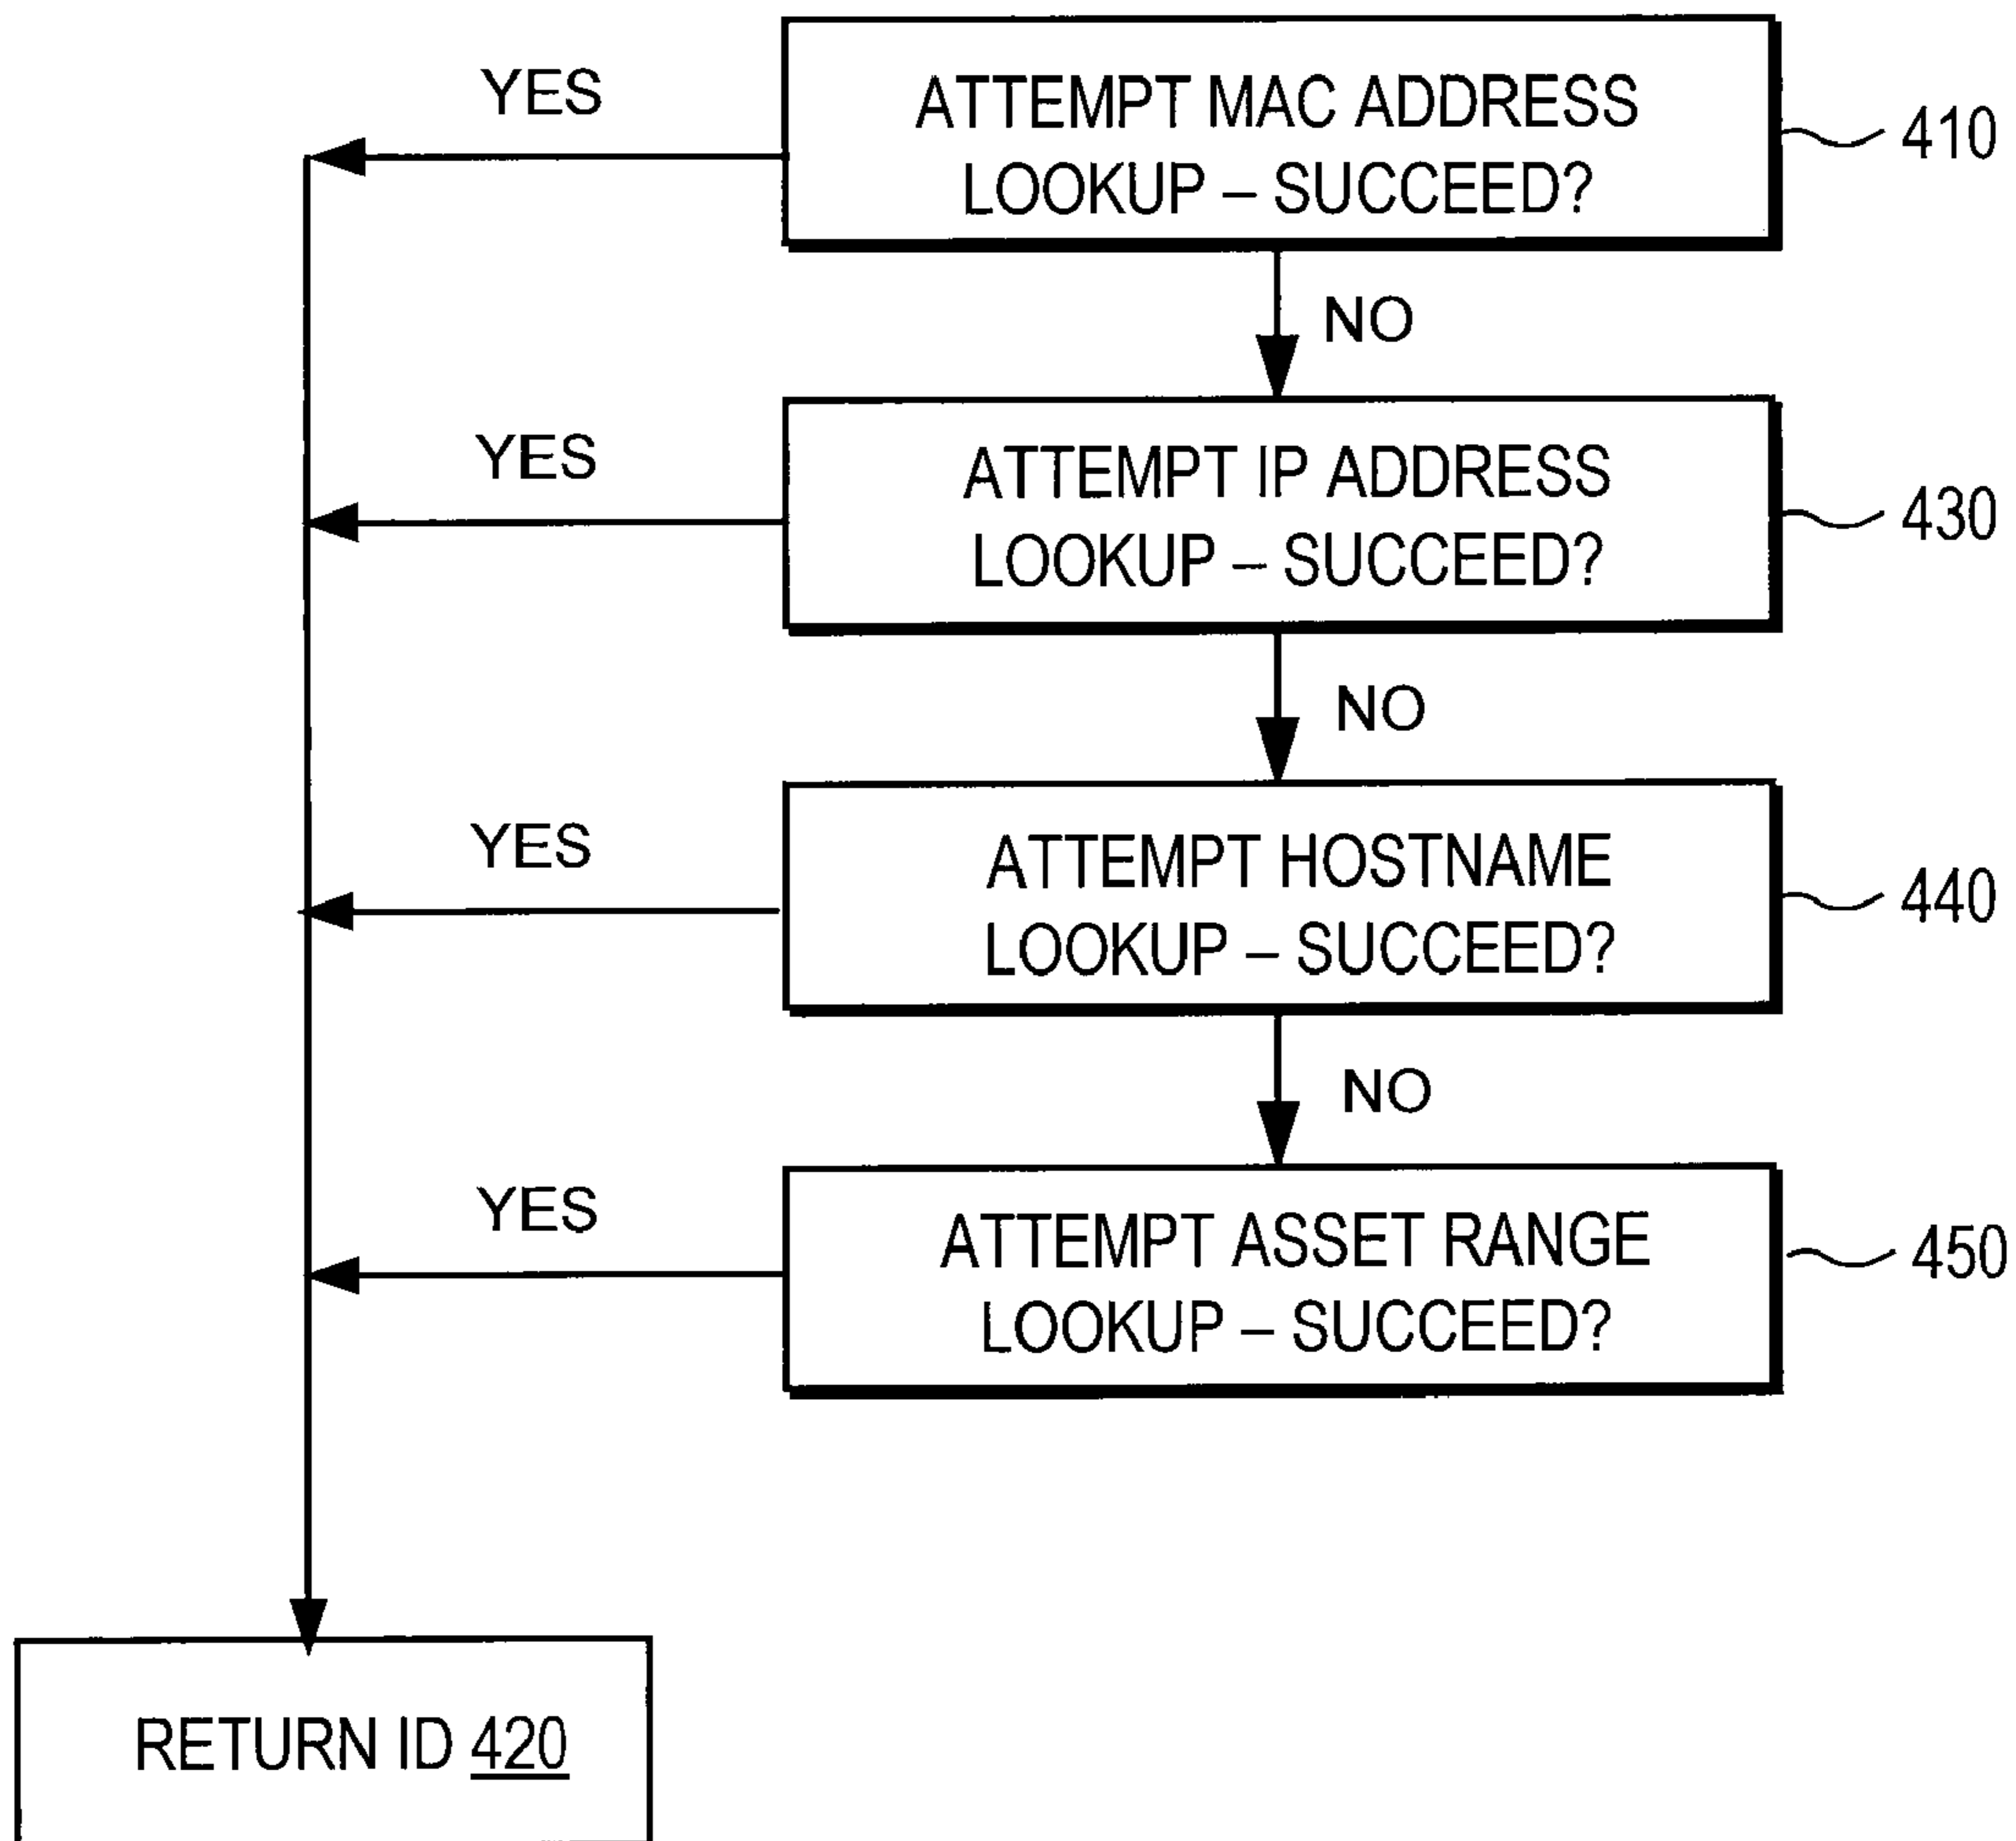 YES
ATTEMPT MAC ADDRESS
LOOKUP – SUCCEED?
410
NO
YES
ATTEMPT IP ADDRESS
LOOKUP – SUCCEED?
430
NO
YES
ATTEMPT HOSTNAME
LOOKUP – SUCCEED?
440
NO
YES
ATTEMPT ASSET RANGE
LOOKUP – SUCCEED?
450
RETURN ID 420